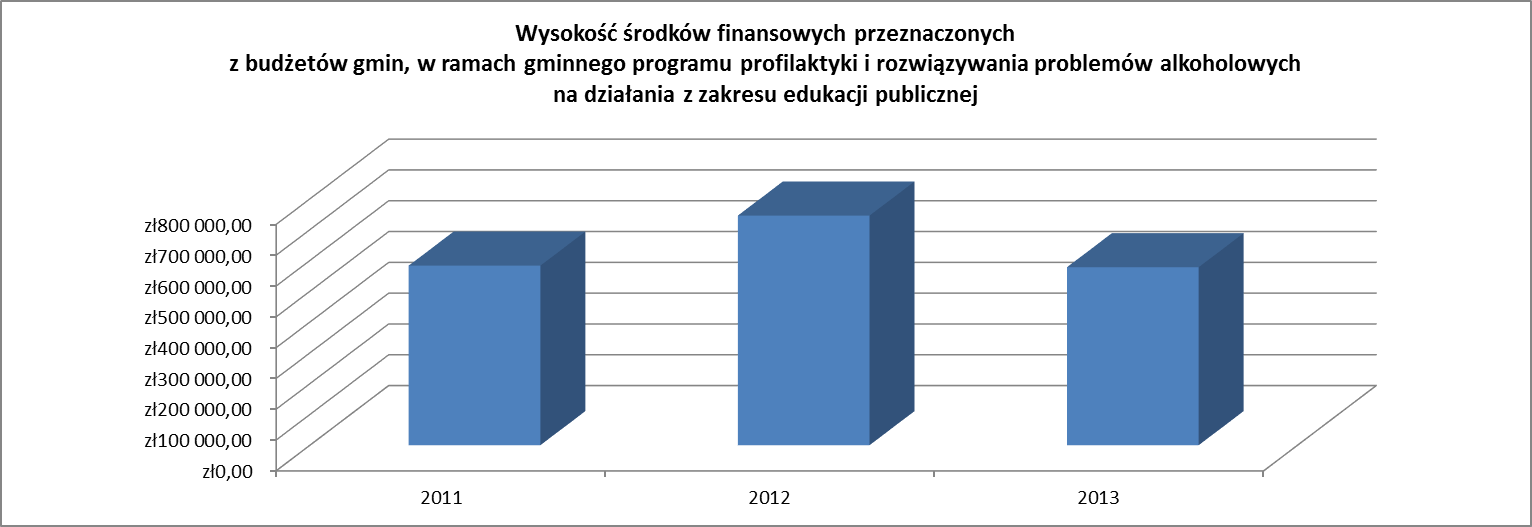 Wysokość środków finansowych przeznaczonych
z budżetów gmin, w ramach gminnego programu profilaktyki i rozwiązywania problemów alkoholowych
na działania z zakresu edukacji publicznej
zł800 000,00
zł700 000,00
zł600 000,00
zł500 000,00
zł400 000,00
zł300 000,00
zł200 000,00
zł100 000,00
zł0,00
2011 2012 2013